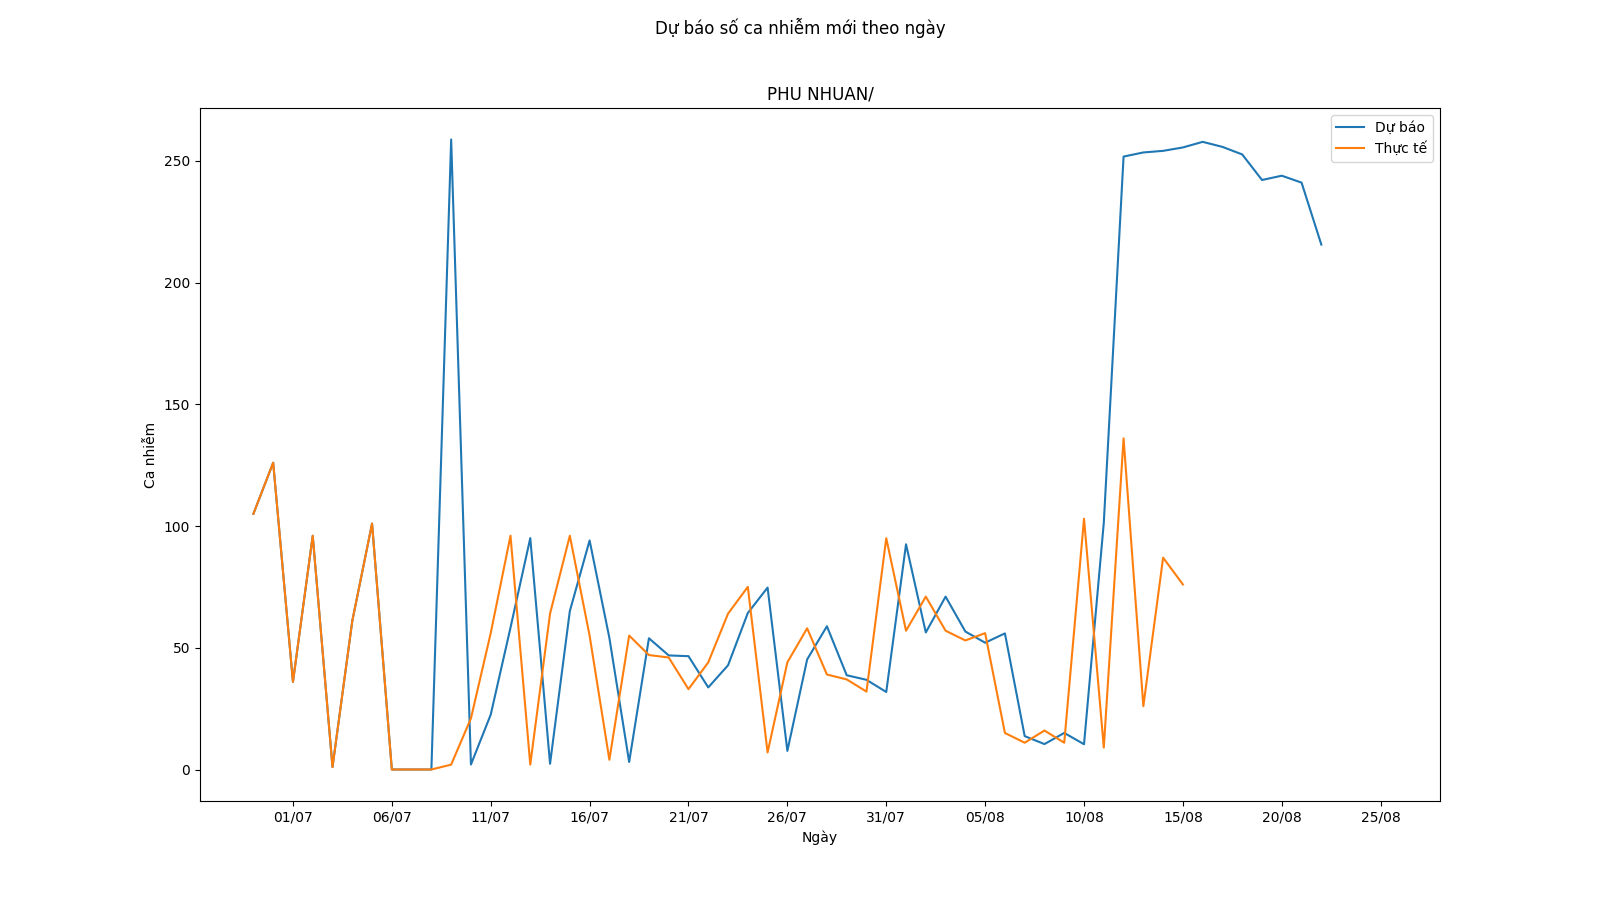 Dự báo số ca nhiễm mới theo ngày
PHU NHUAN/
Dự báo
Thực tế
250
200
150
100
50
0
Ca nhiễm
01/07 06/07 11/07 16/07 21/07 26/07 31/07 05/08 10/08 15/08 20/08 25/08
Ngày